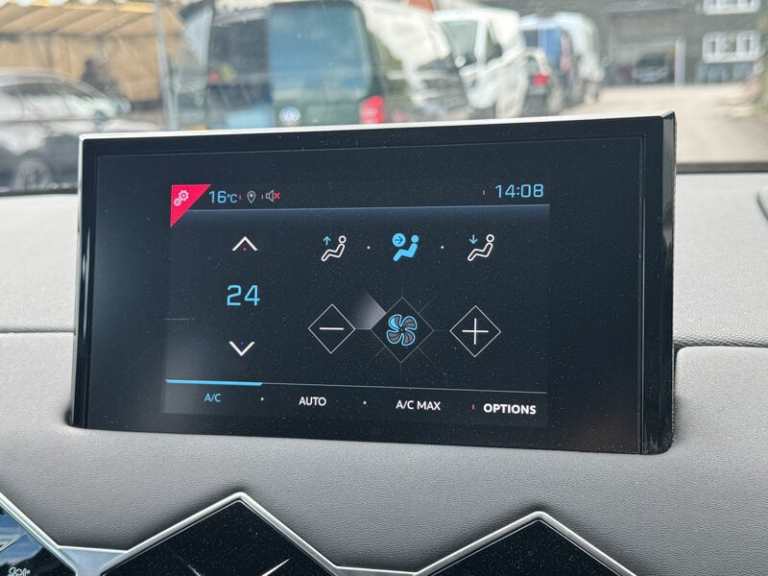 16°C 14:08
24
A/C AUTO A/C MAX OPTIONS